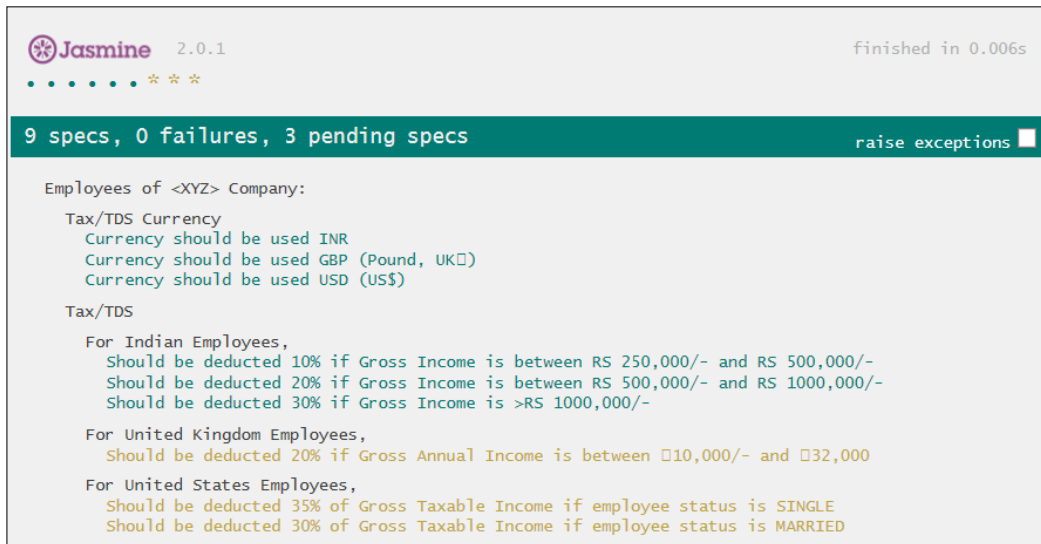 Jasmine 2.0.1 finished in 0.006s
• • • • • • * * *
9 specs, 0 failures, 3 pending specs raise exceptions
Employees of <XYZ> Company:
Tax/TDS Currency
Currency should be used INR
Currency should be used GBP (Pound, UK▯)
Currency should be used USD (US$)
Tax/TDS
For Indian Employees,
Should be deducted 10% if Gross Income is between RS 250,000/- and RS 500,000/-
Should be deducted 20% if Gross Income is between RS 500,000/- and RS 1000,000/-
Should be deducted 30% if Gross Income is >RS 1000,000/-
For United Kingdom Employees,
Should be deducted 20% if Gross Annual Income is between ▯10,000/- and ▯32,000
For United States Employees,
Should be deducted 35% of Gross Taxable Income if employee status is SINGLE
Should be deducted 30% of Gross Taxable Income if employee status is MARRIED